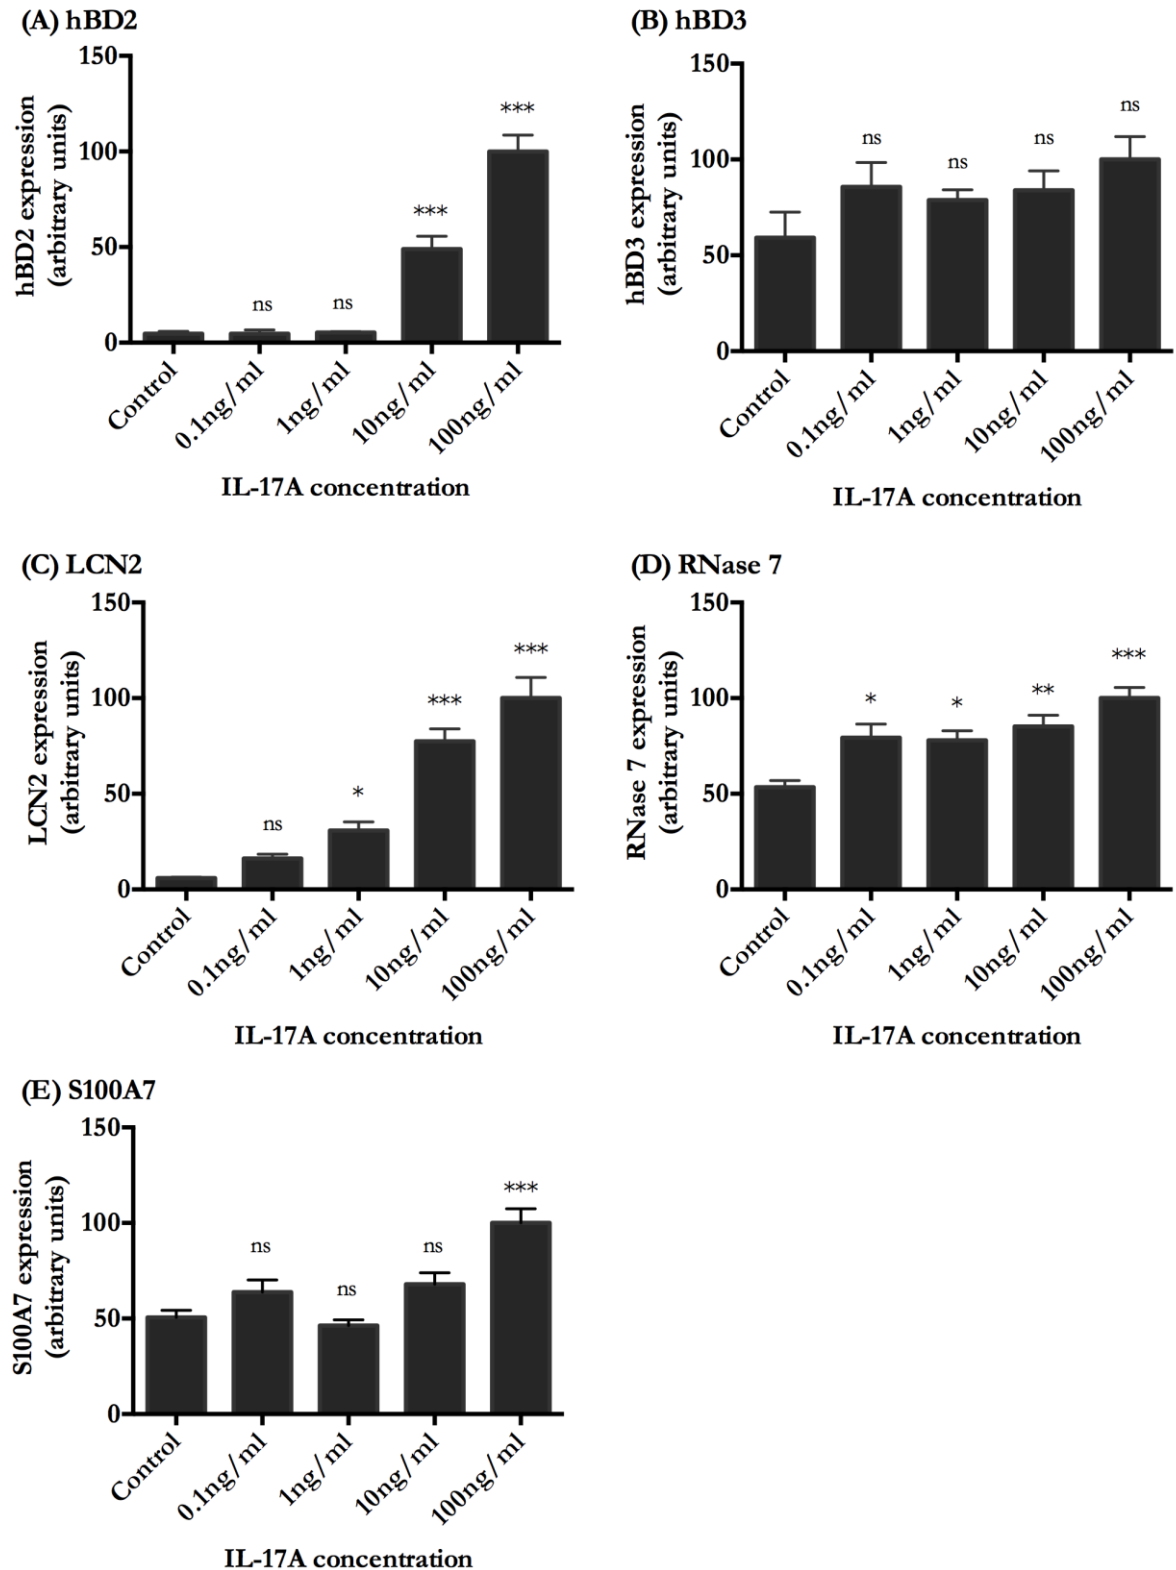 (A) hBD2
hBD2 expression
(arbitrary units)
150
100
50
0
ns
ns
***
***
Control
0.1ng/ml
1ng/ml
10ng/ml
100ng/ml
IL-17A concentration
(B) hBD3
hBD3 expression
(arbitrary units)
150
100
50
0
ns
ns
ns
ns
Control
0.1ng/ml
1ng/ml
10ng/ml
100ng/ml
IL-17A concentration
(C) LCN2
LCN2 expression
(arbitrary units)
150
100
50
0
ns
*
***
***
Control
0.1ng/ml
1ng/ml
10ng/ml
100ng/ml
IL-17A concentration
(D) RNase 7
RNase 7 expression
(arbitrary units)
150
100
50
0
*
*
**
***
Control
0.1ng/ml
1ng/ml
10ng/ml
100ng/ml
IL-17A concentration
(E) S100A7
S100A7 expression
(arbitrary units)
150
100
50
0
ns
ns
ns
***
Control
0.1ng/ml
1ng/ml
10ng/ml
100ng/ml
IL-17A concentration